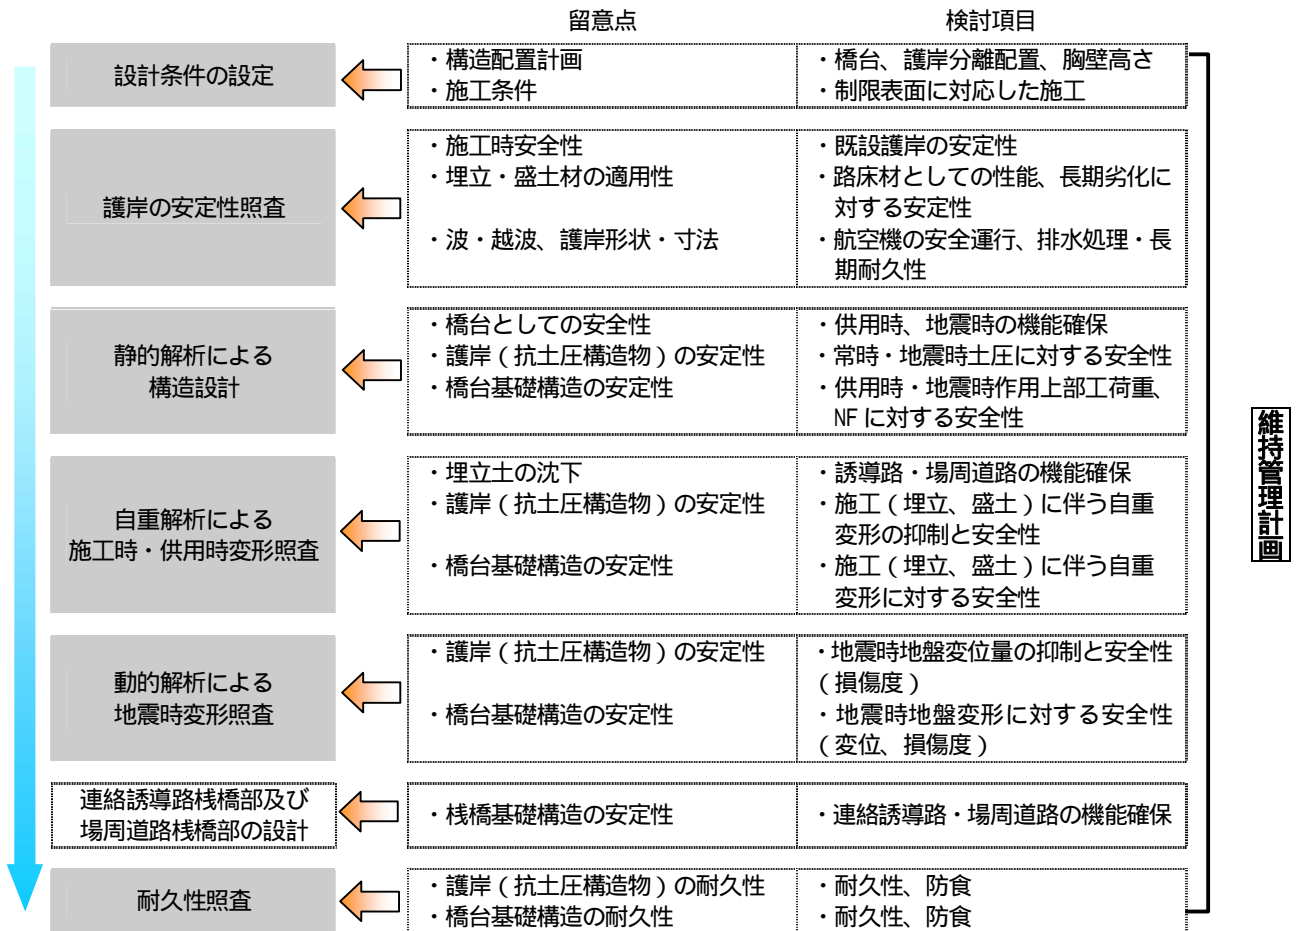 留意点
検討項目
設計条件の設定
・構造配置計画
・施工条件
・橋台、護岸分離配置、胸壁高さ
・制限表面に対応した施工
護岸の安定性照査
・施工時安全性
・埋立・盛土材の適用性
・波・越波、護岸形状・寸法
・既設護岸の安定性
・路床材としての性能、長期劣化に
対する安定性
・航空機の安全運行、排水処理・長
期耐久性
静的解析による
構造設計
・橋台としての安全性
・護岸（抗土圧構造物）の安定性
・橋台基礎構造の安定性
・供用時、地震時の機能確保
・常時・地震時土圧に対する安全性
・供用時・地震時作用上部工荷重、
NF に対する安全性
自重解析による
施工時・供用時変形照査
・埋立土の沈下
・護岸（抗土圧構造物）の安定性
・橋台基礎構造の安定性
・誘導路・場周道路の機能確保
・施工（埋立、盛土）に伴う自重
変形の抑制と安全性
・施工（埋立、盛土）に伴う自重
変形に対する安全性
動的解析による
地震時変形照査
・護岸（抗土圧構造物）の安定性
・橋台基礎構造の安定性
・地震時地盤変位量の抑制と安全性
（損傷度）
・地震時地盤変形に対する安全性
（変位、損傷度）
連絡誘導路桟橋部及び
場周道路桟橋部の設計
・桟橋基礎構造の安定性
・連絡誘導路・場周道路の機能確保
耐久性照査
・護岸（抗土圧構造物）の耐久性
・橋台基礎構造の耐久性
・耐久性、防食
・耐久性、防食
維持管理計画